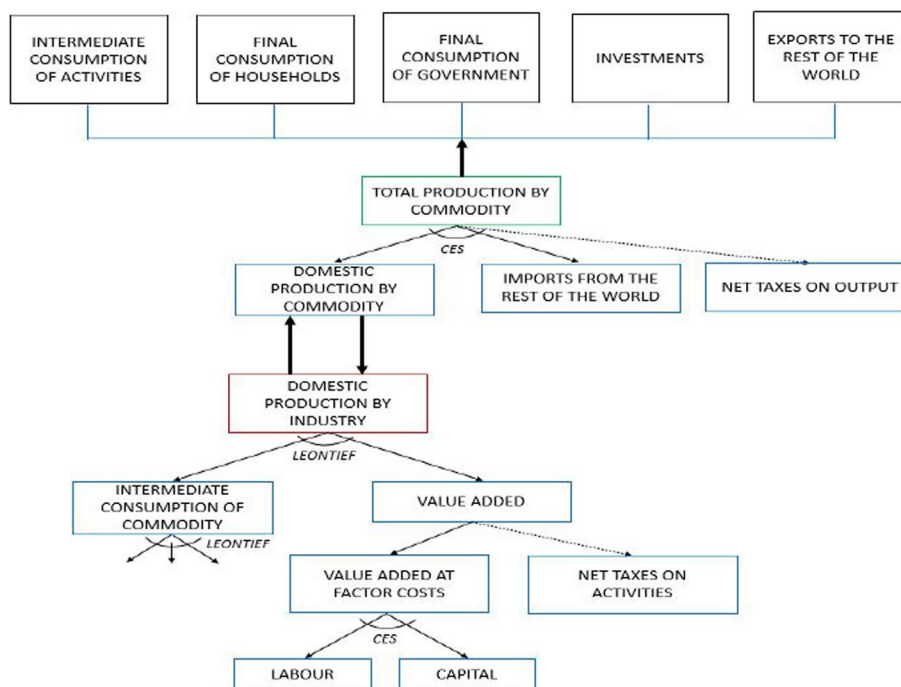 INTERMEDIATE
CONSUMPTION
OF ACTIVITIES
FINAL
CONSUMPTION
OF HOUSEHOLDS
FINAL
CONSUMPTION
OF GOVERNMENT
INVESTMENTS
EXPORTS TO THE
REST OF THE
WORLD
TOTAL PRODUCTION BY
COMMODITY
CES
DOMESTIC
PRODUCTION BY
COMMODITY
IMPORTS FROM THE
REST OF THE WORLD
NET TAXES ON OUTPUT
DOMESTIC
PRODUCTION BY
INDUSTRY
LEONTIEF
INTERMEDIATE
CONSUMPTION OF
COMMODITY
VALUE ADDED
LEONTIEF
VALUE ADDED AT
FACTOR COSTS
NET TAXES ON
ACTIVITIES
CES
LABOUR
CAPITAL